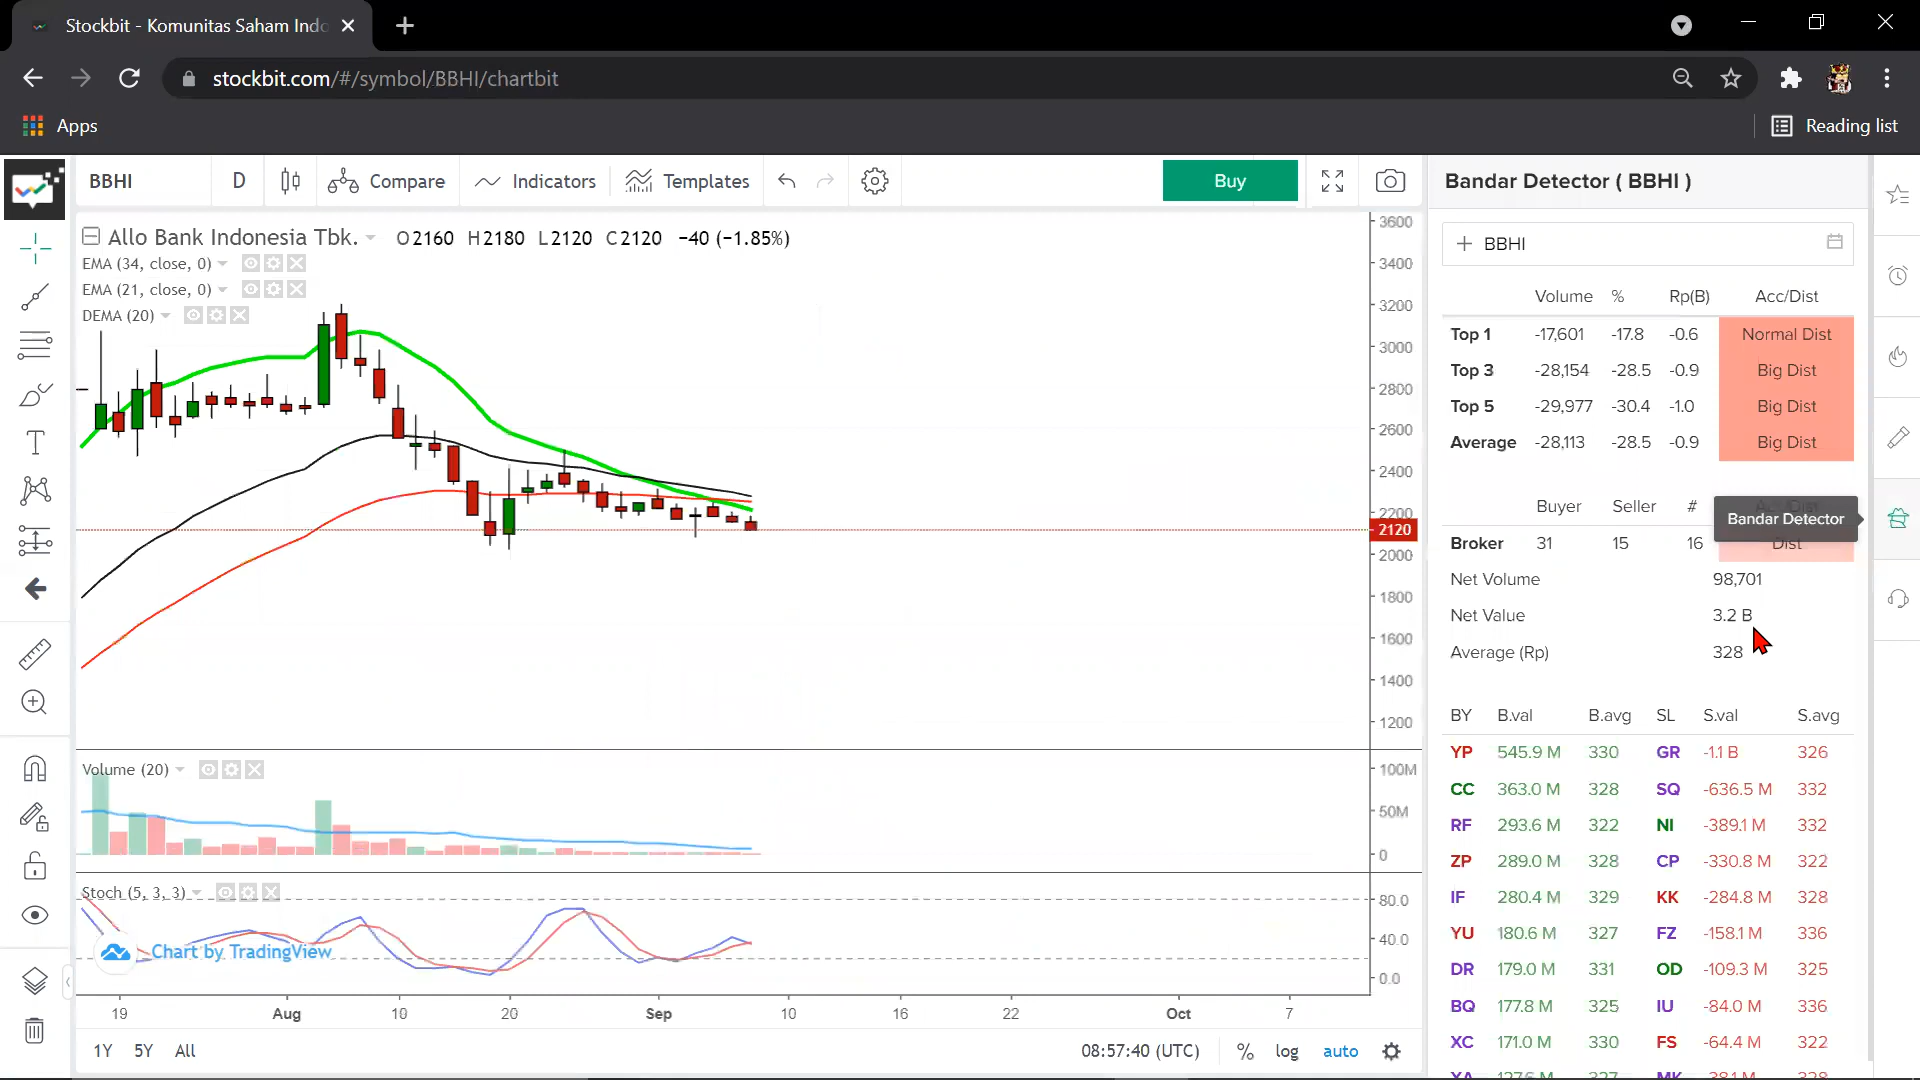 Stockbit - Komunitas Saham Indo
stockbit.com/#/symbol/BBHI/chartbit
Apps
Reading list
BBHI
D
Compare
Indicators
Templates
Buy
Allo Bank Indonesia Tbk. O2160 H2180 L2120 C2120 −40 (−1.85%)
EMA (34, close, 0)
EMA (21, close, 0)
DEMA (20)
3600
3400
3200
3000
2800
2600
2400
2200
2120
2000
1800
1600
1400
1200
Volume (20)
100M
50M
0
Stoch (5, 3, 3)
80.0
40.0
0.0
Chart by TradingView
19 Aug 10 20 Sep 10 16 22 Oct 7
1Y 5Y All
08:57:40 (UTC) % log auto
Bandar Detector ( BBHI )
BBHI
Volume % Rp(B) Acc/Dist
Top 1 -17,601 -17.8 -0.6 Normal Dist
Top 3 -28,154 -28.5 -0.9 Big Dist
Top 5 -29,977 -30.4 -1.0 Big Dist
Average -28,113 -28.5 -0.9 Big Dist
Buyer Seller #
Bandar Detector
Broker 31 15 16 Dist
Net Volume 98,701
Net Value 3.2 B
Average (Rp) 328
BY B.val B.avg SL S.val S.avg
YP 545.9 M 330 GR -1.1 B 326
CC 363.0 M 328 SQ -636.5 M 332
RF 293.6 M 322 NI -389.1 M 332
ZP 289.0 M 328 CP -330.8 M 322
IF 280.4 M 329 KK -284.8 M 328
YU 180.6 M 327 FZ -158.1 M 336
DR 179.0 M 331 OD -109.3 M 325
BQ 177.8 M 325 IU -84.0 M 336
XC 171.0 M 330 FS -64.4 M 322